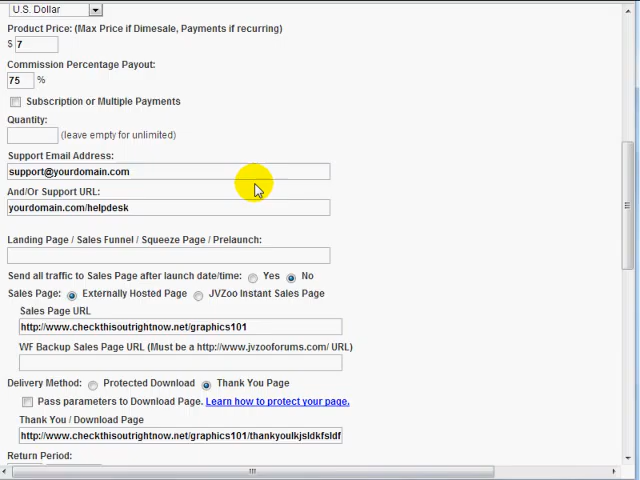 U.S. Dollar
Product Price: (Max Price if Dimesale, Payments if recurring)
$ 7
Commission Percentage Payout:
75 %
Subscription or Multiple Payments
Quantity:
(leave empty for unlimited)
Support Email Address:
support@yourdomain.com
And/Or Support URL:
yourdomain.com/helpdesk
Landing Page / Sales Funnel / Squeeze Page / Prelaunch:
Send all traffic to Sales Page after launch date/time: Yes No
Sales Page: Externally Hosted Page JVZoo Instant Sales Page
Sales Page URL
http://www.checkthisoutrightnow.net/graphics101
WF Backup Sales Page URL (Must be a http://www.jvzooforums.com/ URL)
Delivery Method: Protected Download Thank You Page
Pass parameters to Download Page. Learn how to protect your page.
Thank You / Download Page
http://www.checkthisoutrightnow.net/graphics101/thankyoulkjsldkfsldf
Return Period: